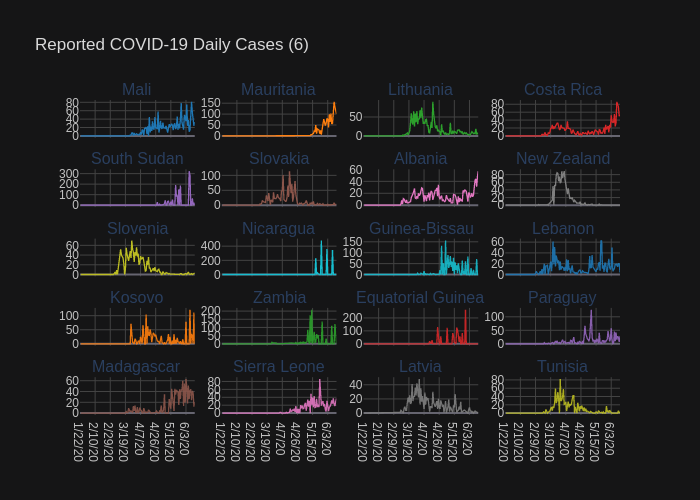 Reported COVID-19 Daily Cases (6)
Mali Mauritania Lithuania Costa Rica
80 60 40 20 0 150 100 50 0 50 0 80 60 40 20 0
South Sudan Slovakia Albania New Zealand
300 200 100 0 100 50 0 60 40 20 0 80 60 40 20 0
Slovenia Nicaragua Guinea-Bissau Lebanon
60 40 20 0 400 200 0 150 100 50 0 60 40 20 0
Kosovo Zambia Equatorial Guinea Paraguay
100 50 0 200 150 100 50 0 200 100 0 100 50 0
Madagascar Sierra Leone Latvia Tunisia
60 40 20 0 80 60 40 20 0 40 20 0 80 60 40 20 0
1/22/20 2/10/20 2/29/20 3/19/20 4/7/20 4/26/20 5/15/20 6/3/20 1/22/20 2/10/20 2/29/20 3/19/20 4/7/20 4/26/20 5/15/20 6/3/20 1/22/20 2/10/20 2/29/20 3/19/20 4/7/20 4/26/20 5/15/20 6/3/20 1/22/20 2/10/20 2/29/20 3/19/20 4/7/20 4/26/20 5/15/20 6/3/20